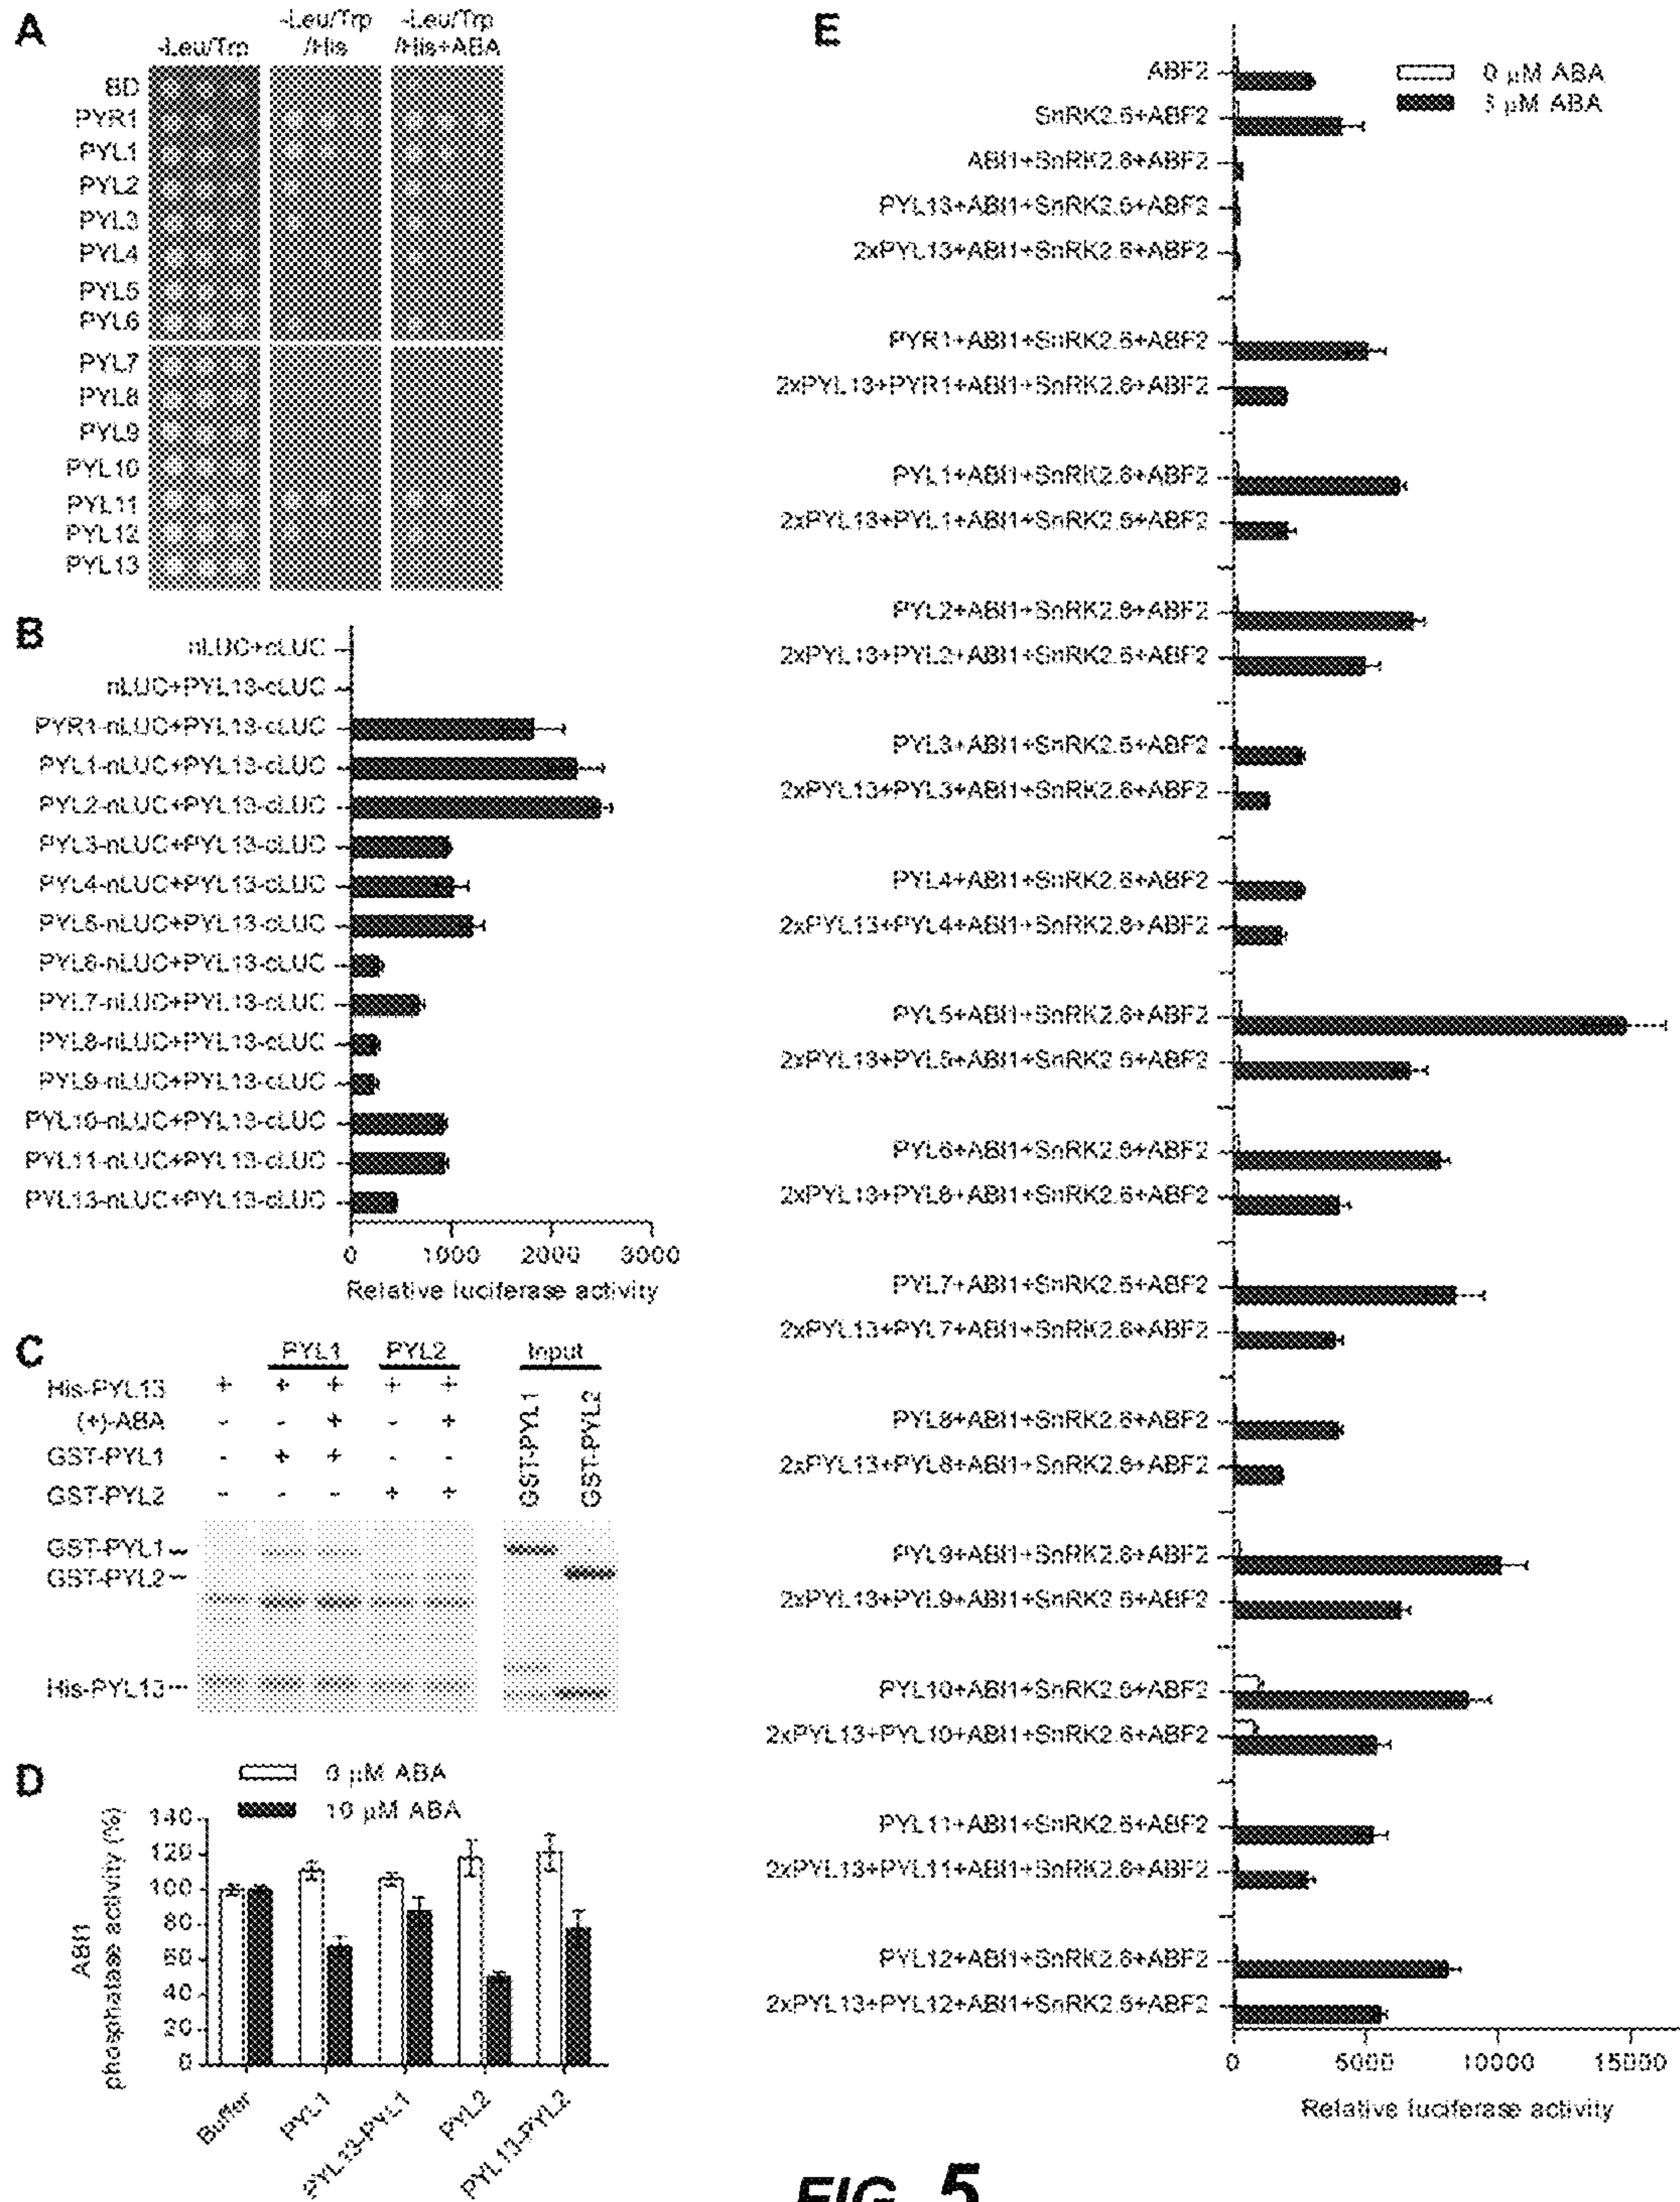 A
-Leu/Trp
-Leu/Trp
/His
-Leu/Trp
/His+ABA
BD
PYR1
PYL1
PYL2
PYL3
PYL4
PYL5
PYL6
PYL7
PYL8
PYL9
PYL10
PYL11
PYL12
PYL13
B
nLUC+cLUC
nLUC+PYL13-cLUC
PYR1-nLUC+PYL13-cLUC
PYL1-nLUC+PYL13-cLUC
PYL2-nLUC+PYL13-cLUC
PYL3-nLUC+PYL13-cLUC
PYL4-nLUC+PYL13-cLUC
PYL5-nLUC+PYL13-cLUC
PYL6-nLUC+PYL13-cLUC
PYL7-nLUC+PYL13-cLUC
PYL8-nLUC+PYL13-cLUC
PYL9-nLUC+PYL13-cLUC
PYL10-nLUC+PYL13-cLUC
PYL11-nLUC+PYL13-cLUC
PYL13-nLUC+PYL13-cLUC
0 1000 2000 3000
Relative luciferase activity
C
PYL1 PYL2 Input
His-PYL13 + + + + +
(+)-ABA - - + - +
GST-PYL1 - + + - -
GST-PYL2 - - - + +
GST-PYL1
GST-PYL2
GST-PYL1
GST-PYL2
His-PYL13
D
0 µM ABA
10 µM ABA
ABI1
phosphatase activity (%)
140
120
100
80
60
40
20
0
Buffer
PYL1
PYL13-PYL1
PYL2
PYL13-PYL2
E
0 µM ABA
5 µM ABA
ABF2
SnRK2.6+ABF2
ABI1+SnRK2.6+ABF2
PYL13+ABI1+SnRK2.6+ABF2
2xPYL13+ABI1+SnRK2.6+ABF2
PYR1+ABI1+SnRK2.6+ABF2
2xPYL13+PYR1+ABI1+SnRK2.6+ABF2
PYL1+ABI1+SnRK2.6+ABF2
2xPYL13+PYL1+ABI1+SnRK2.6+ABF2
PYL2+ABI1+SnRK2.6+ABF2
2xPYL13+PYL2+ABI1+SnRK2.6+ABF2
PYL3+ABI1+SnRK2.6+ABF2
2xPYL13+PYL3+ABI1+SnRK2.6+ABF2
PYL4+ABI1+SnRK2.6+ABF2
2xPYL13+PYL4+ABI1+SnRK2.6+ABF2
PYL5+ABI1+SnRK2.6+ABF2
2xPYL13+PYL5+ABI1+SnRK2.6+ABF2
PYL6+ABI1+SnRK2.6+ABF2
2xPYL13+PYL6+ABI1+SnRK2.6+ABF2
PYL7+ABI1+SnRK2.6+ABF2
2xPYL13+PYL7+ABI1+SnRK2.6+ABF2
PYL8+ABI1+SnRK2.6+ABF2
2xPYL13+PYL8+ABI1+SnRK2.6+ABF2
PYL9+ABI1+SnRK2.6+ABF2
2xPYL13+PYL9+ABI1+SnRK2.6+ABF2
PYL10+ABI1+SnRK2.6+ABF2
2xPYL13+PYL10+ABI1+SnRK2.6+ABF2
PYL11+ABI1+SnRK2.6+ABF2
2xPYL13+PYL11+ABI1+SnRK2.6+ABF2
PYL12+ABI1+SnRK2.6+ABF2
2xPYL13+PYL12+ABI1+SnRK2.6+ABF2
0 5000 10000 15000
Relative luciferase activity
FIG. 5